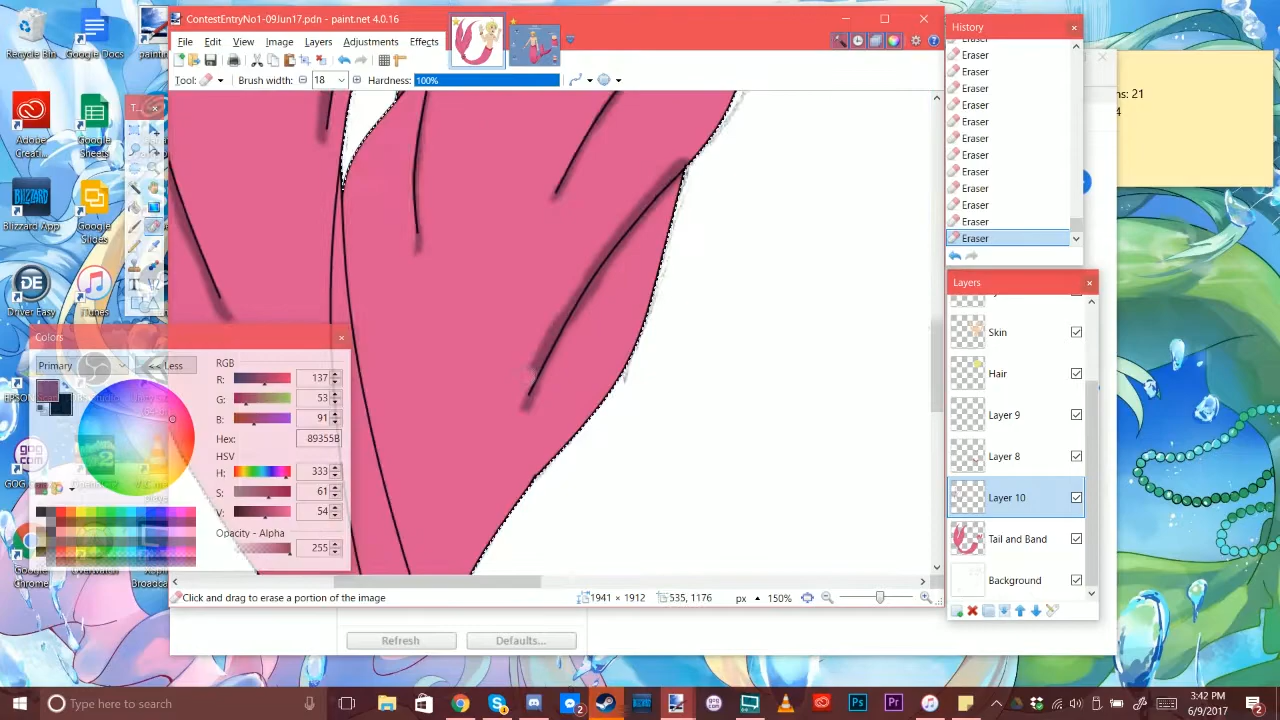 ContestEntryNo1-09Jun17.pdn - paint.net 4.0.16
File Edit View Image Layers Adjustments Effects
Tool: Brush width: 18 Hardness: 100%
History
Eraser
Eraser
Eraser
Eraser
Eraser
Eraser
Eraser
Eraser
Eraser
Eraser
Eraser
Eraser
Layers
Skin
Hair
Layer 9
Layer 8
Layer 10
Tail and Band
Background
ns: 21
4
Recycle Bin
Google Docs
paint
Adobe
Creati...
Google
Sheets
Blizzard App
Google
Slides
Driver Easy
iTunes
T...
Colors
Primary
<< Less
RGB
R: 137
G: 53
B: 91
Hex: 89355B
HSV
H: 333
S: 61
V: 54
Opacity - Alpha
255
Google
Chrome
Click and drag to erase a portion of the image
1941 × 1912
535, 1176
px
150%
Refresh
Defaults...
Type here to search
3:42 PM
6/9/2017